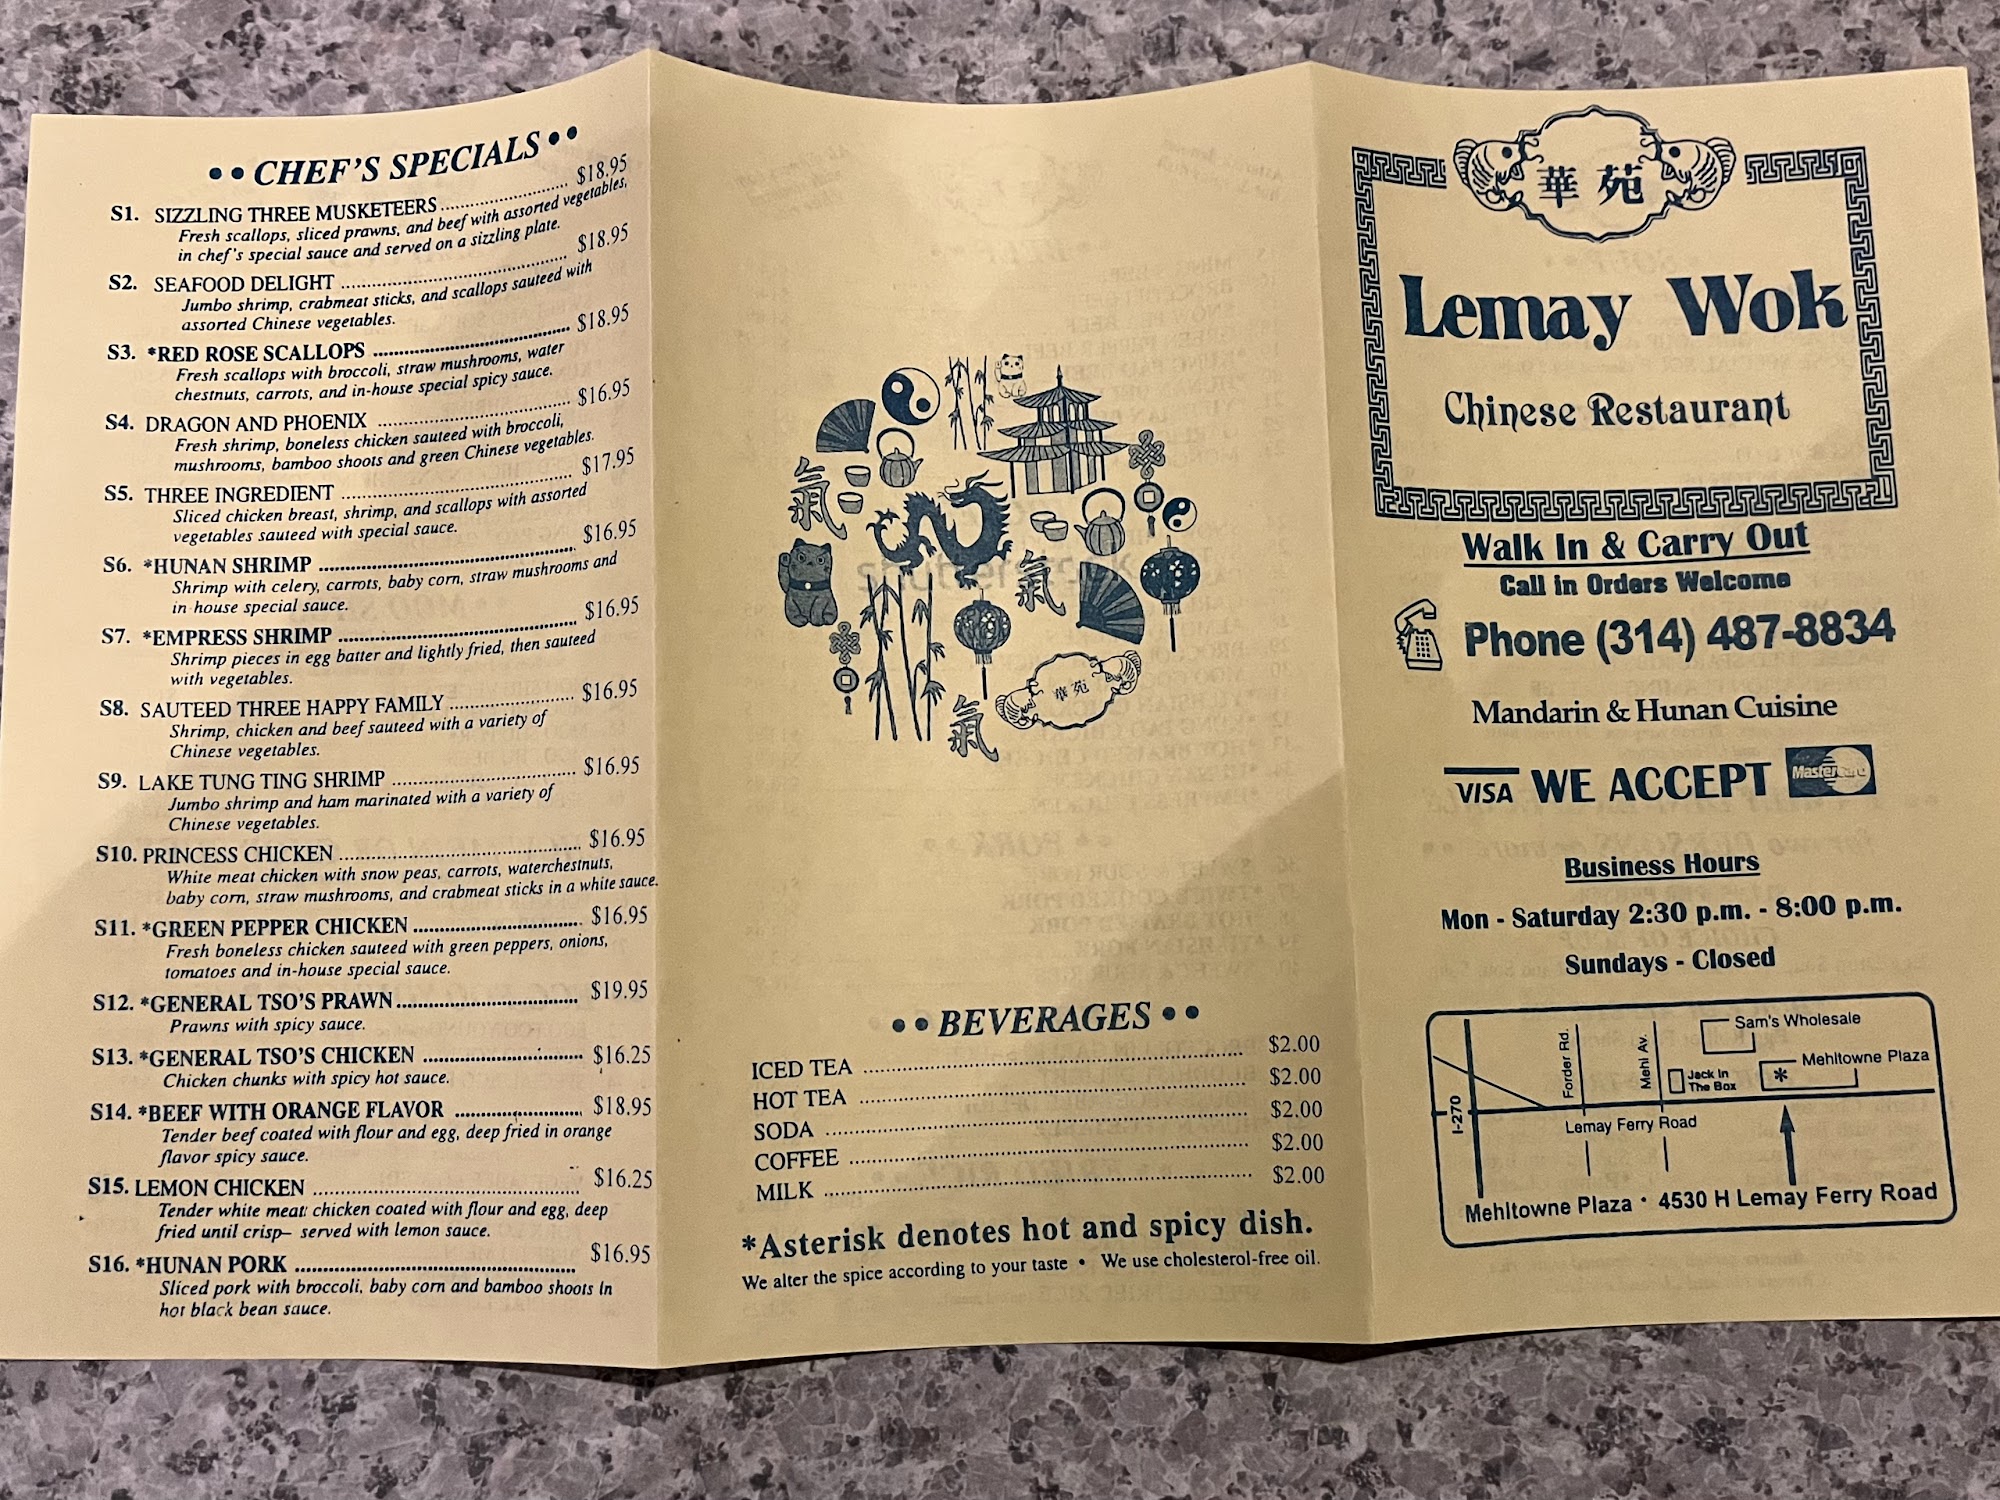 •• CHEF'S SPECIALS ••
S1. SIZZLING THREE MUSKETEERS $18.95
Fresh scallops, sliced prawns, and beef with assorted vegetables,
in chef's special sauce and served on a sizzling plate.
S2. SEAFOOD DELIGHT $18.95
Jumbo shrimp, crabmeat sticks, and scallops sauteed with
assorted Chinese vegetables.
S3. *RED ROSE SCALLOPS $18.95
Fresh scallops with broccoli, straw mushrooms, water
chestnuts, carrots, and in-house special spicy sauce.
S4. DRAGON AND PHOENIX $16.95
Fresh shrimp, boneless chicken sauteed with broccoli,
mushrooms, bamboo shoots and green Chinese vegetables.
S5. THREE INGREDIENT $17.95
Sliced chicken breast, shrimp, and scallops with assorted
vegetables sauteed with special sauce.
S6. *HUNAN SHRIMP $16.95
Shrimp with celery, carrots, baby corn, straw mushrooms and
in-house special sauce.
S7. *EMPRESS SHRIMP $16.95
Shrimp pieces in egg batter and lightly fried, then sauteed
with vegetables.
S8. SAUTEED THREE HAPPY FAMILY $16.95
Shrimp, chicken and beef sauteed with a variety of
Chinese vegetables.
S9. LAKE TUNG TING SHRIMP $16.95
Jumbo shrimp and ham marinated with a variety of
Chinese vegetables.
S10. PRINCESS CHICKEN $16.95
White meat chicken with snow peas, carrots, waterchestnuts,
baby corn, straw mushrooms, and crabmeat sticks in a white sauce.
S11. *GREEN PEPPER CHICKEN $16.95
Fresh boneless chicken sauteed with green peppers, onions,
tomatoes and in-house special sauce.
S12. *GENERAL TSO'S PRAWN $19.95
Prawns with spicy sauce.
S13. *GENERAL TSO'S CHICKEN $16.25
Chicken chunks with spicy hot sauce.
S14. *BEEF WITH ORANGE FLAVOR $18.95
Tender beef coated with flour and egg, deep fried in orange
flavor spicy sauce.
S15. LEMON CHICKEN $16.25
Tender white meat chicken coated with flour and egg, deep
fried until crisp– served with lemon sauce.
S16. *HUNAN PORK $16.95
Sliced pork with broccoli, baby corn and bamboo shoots In
hot black bean sauce.
氣
氣
華苑
氣
•• BEVERAGES ••
ICED TEA $2.00
HOT TEA $2.00
SODA $2.00
COFFEE $2.00
MILK $2.00
*Asterisk denotes hot and spicy dish.
We alter the spice according to your taste • We use cholesterol-free oil.
華 苑
Lemay Wok
Chinese Restaurant
Walk In & Carry Out
Call in Orders Welcome
Phone (314) 487-8834
Mandarin & Hunan Cuisine
VISA WE ACCEPT MasterCard
Business Hours
Mon - Saturday 2:30 p.m. - 8:00 p.m.
Sundays - Closed
Sam's Wholesale
Forder Rd.
Mehl Av.
Mehltowne Plaza
*
Jack In
The Box
I-270
Lemay Ferry Road
Mehltowne Plaza · 4530 H Lemay Ferry Road